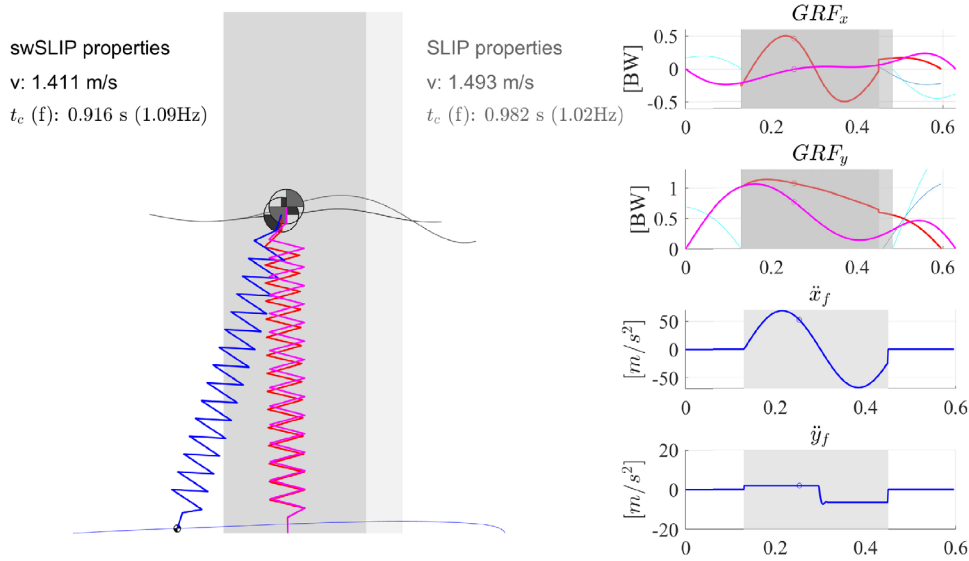 swSLIP properties
v: 1.411 m/s
t_c (f): 0.916 s (1.09Hz)
SLIP properties
v: 1.493 m/s
t_c (f): 0.982 s (1.02Hz)
GRF_x
[BW]
0.5
0
-0.5
0 0.2 0.4 0.6
GRF_y
[BW]
1
0.5
0
0 0.2 0.4 0.6
ẍ_f
[m/s²]
50
0
-50
0 0.2 0.4 0.6
ÿ_f
[m/s²]
20
0
-20
0 0.2 0.4 0.6